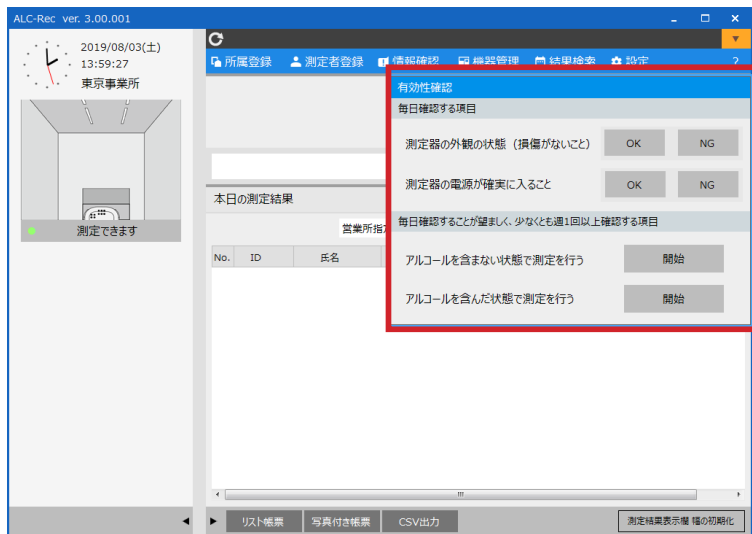 ALC-Rec ver. 3.00.001
2019/08/03(土)
13:59:27
東京事業所
測定できます
所属登録 測定者登録 情報確認 機器管理 結果検索 設定 ?
有効性確認
毎日確認する項目
測定器の外観の状態（損傷がないこと） OK NG
測定器の電源が確実に入ること OK NG
毎日確認することが望ましく、少なくとも週1回以上確認する項目
アルコールを含まない状態で測定を行う 開始
アルコールを含んだ状態で測定を行う 開始
本日の測定結果
営業所指
No. ID 氏名
リスト帳票 写真付き帳票 CSV出力 測定結果表示欄 幅の初期化